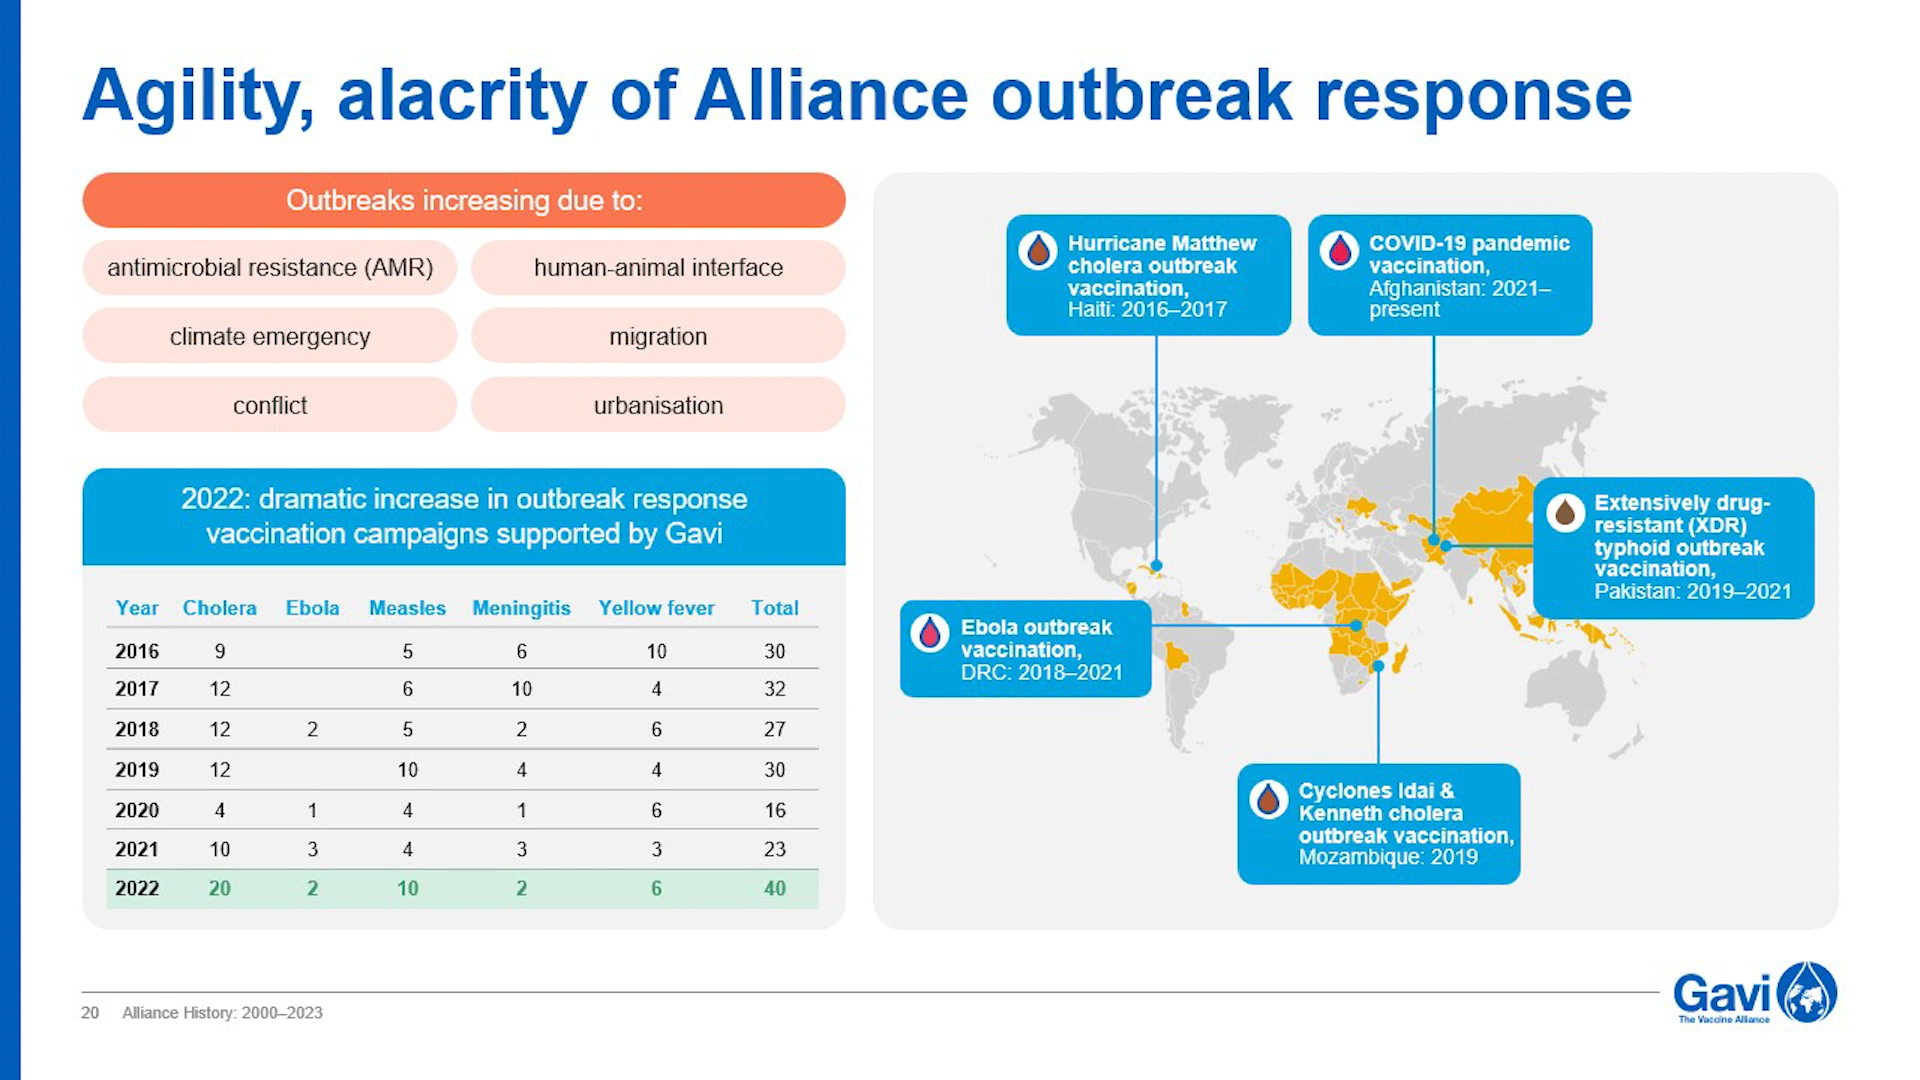 Agility, alacrity of Alliance outbreak response
Outbreaks increasing due to:
antimicrobial resistance (AMR)
human-animal interface
climate emergency
migration
conflict
urbanisation
2022: dramatic increase in outbreak response
vaccination campaigns supported by Gavi
Year Cholera Ebola Measles Meningitis Yellow fever Total
2016 9 5 6 10 30
2017 12 6 10 4 32
2018 12 2 5 2 6 27
2019 12 10 4 4 30
2020 4 1 4 1 6 16
2021 10 3 4 3 3 23
2022 20 2 10 2 6 40
Hurricane Matthew
cholera outbreak
vaccination,
Haiti: 2016–2017
COVID-19 pandemic
vaccination,
Afghanistan: 2021–
present
Extensively drug-
resistant (XDR)
typhoid outbreak
vaccination,
Pakistan: 2019–2021
Ebola outbreak
vaccination,
DRC: 2018–2021
Cyclones Idai &
Kenneth cholera
outbreak vaccination,
Mozambique: 2019
20 Alliance History: 2000–2023
Gavi
The Vaccine Alliance